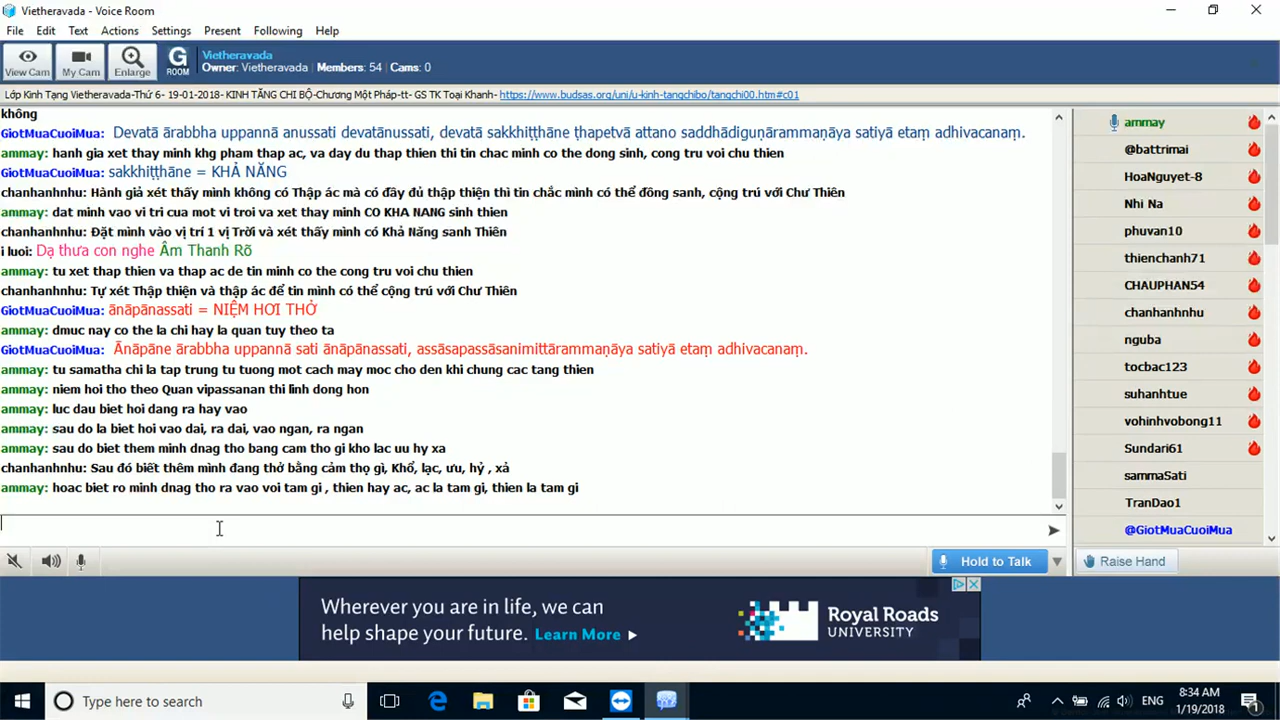 Vietheravada - Voice Room
File Edit Text Actions Settings Present Following Help
View Cam My Cam Enlarge G ROOM Vietheravada
Owner: Vietheravada | Members: 54 | Cams: 0
Lớp Kinh Tạng Vietheravada-Thứ 6- 19-01-2018- KINH TĂNG CHI BỘ-Chương Một Pháp-tt- GS TK Toại Khanh- https://www.budsas.org/uni/u-kinh-tangchibo/tangchi00.htm#c01
không
GiotMuaCuoiMua: Devatā ārabbha uppannā anussati devatānussati, devatā sakkhiṭṭhāne ṭhapetvā attano saddhādiguṇārammaṇāya satiyā etaṃ adhivacanaṃ.
ammay: hanh gia xet thay minh khg pham thap ac, va day du thap thien thi tin chac minh co the dong sinh, cong tru voi chu thien
GiotMuaCuoiMua: sakkhiṭṭhāne = KHẢ NĂNG
chanhanhnhu: Hành giả xét thấy mình không có Thập ác mà có đầy đủ thập thiện thì tin chắc mình có thể đồng sanh, cộng trú với Chư Thiên
ammay: dat minh vao vi tri cua mot vi troi va xet thay minh CO KHA NANG sinh thien
chanhanhnhu: Đặt mình vào vị trí 1 vị Trời và xét thấy mình có Khả Năng sanh Thiên
i luoi: Dạ thưa con nghe Âm Thanh Rõ
ammay: tu xet thap thien va thap ac de tin minh co the cong tru voi chu thien
chanhanhnhu: Tự xét Thập thiện và thập ác để tin mình có thể cộng trú với Chư Thiên
GiotMuaCuoiMua: ānāpānassati = NIỆM HƠI THỞ
ammay: dmuc nay co the la chi hay la quan tuy theo ta
GiotMuaCuoiMua: Ānāpāne ārabbha uppannā sati ānāpānassati, assāsapassāsanimittārammaṇāya satiyā etaṃ adhivacanaṃ.
ammay: tu samatha chi la tap trung tu tuong mot cach may moc cho den khi chung cac tang thien
ammay: niem hoi tho theo Quan vipassanan thi linh dong hon
ammay: luc dau biet hoi dang ra hay vao
ammay: sau do la biet hoi vao dai, ra dai, vao ngan, ra ngan
ammay: sau do biet them minh dnag tho bang cam tho gi kho lac uu hy xa
chanhanhnhu: Sau đó biết thêm mình đang thở bằng cảm thọ gì, Khổ, lạc, ưu, hỷ , xả
ammay: hoac biet ro minh dnag tho ra vao voi tam gi , thien hay ac, ac la tam gi, thien la tam gi
ammay
@battrimai
HoaNguyet-8
Nhi Na
phuvan10
thienchanh71
CHAUPHAN54
chanhanhnhu
nguba
tocbac123
suhanhtue
vohinhvobong11
Sundari61
sammaSati
TranDao1
@GiotMuaCuoiMua
Hold to Talk Raise Hand
Wherever you are in life, we can
help shape your future. Learn More
Royal Roads
UNIVERSITY
Type here to search
ENG
8:34 AM
1/19/2018
1